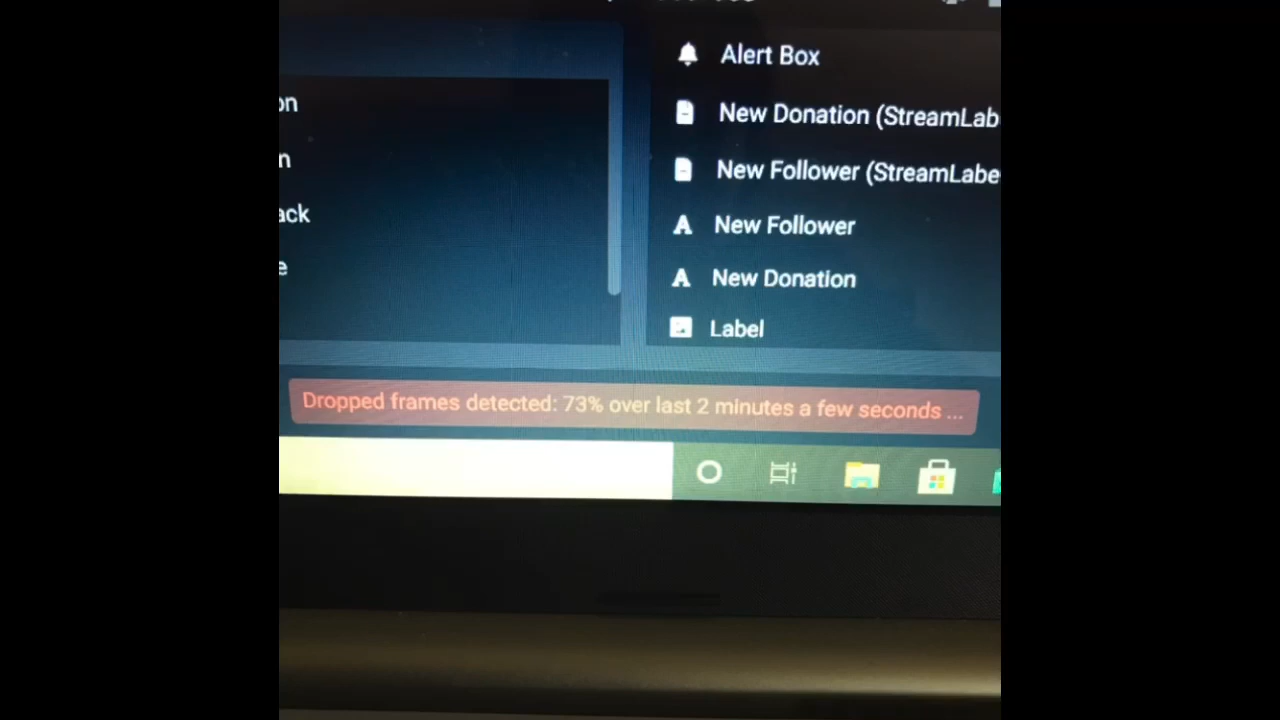 Alert Box
on
New Donation (StreamLab
n
New Follower (StreamLabe
ack
New Follower
e
New Donation
Label
Dropped frames detected: 73% over last 2 minutes a few seconds ...